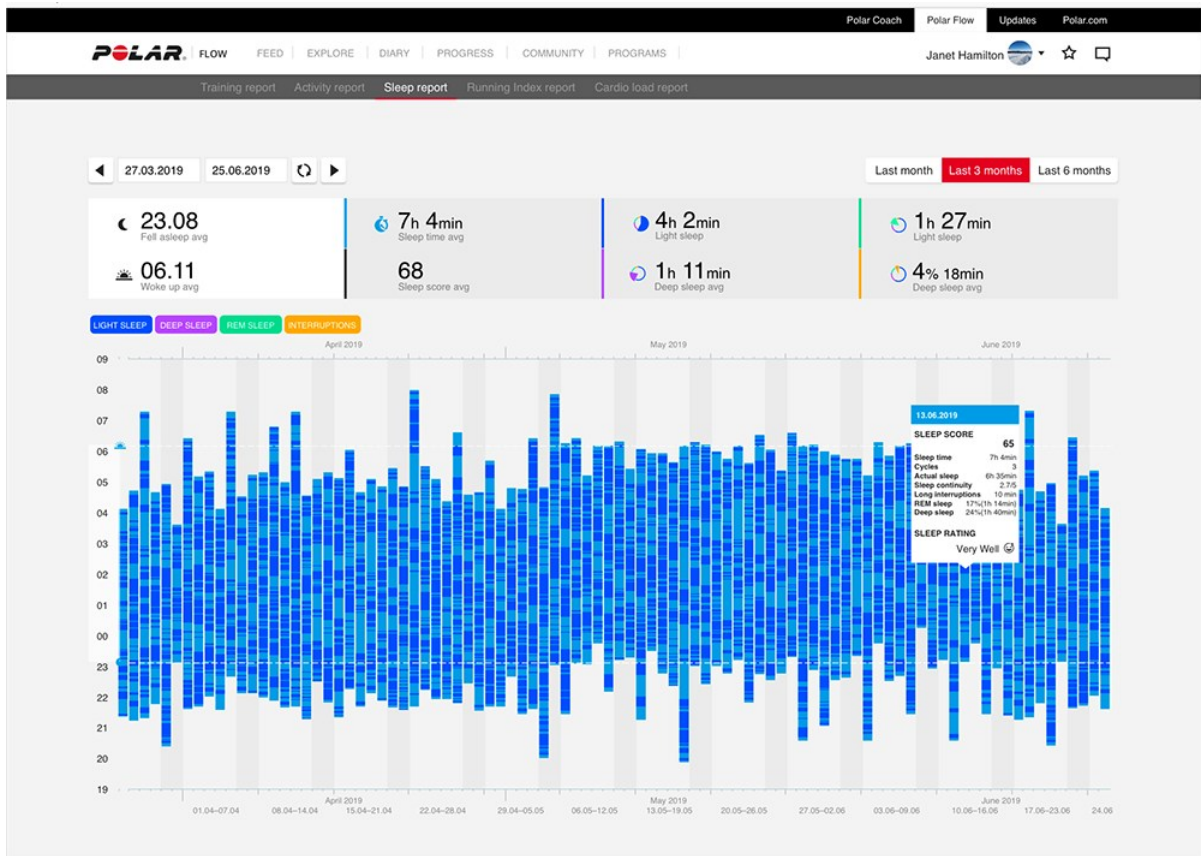 Polar Coach Polar Flow Updates Polar.com
POLAR. FLOW FEED EXPLORE DIARY PROGRESS COMMUNITY PROGRAMS Janet Hamilton
Training report Activity report Sleep report Running Index report Cardio load report
27.03.2019 25.06.2019 Last month Last 3 months Last 6 months
23.08 7h 4min 4h 2min 1h 27min
Fell asleep avg Sleep time avg Light sleep Light sleep
06.11 68 1h 11min 4% 18min
Woke up avg Sleep score avg Deep sleep avg Deep sleep avg
LIGHT SLEEP DEEP SLEEP REM SLEEP INTERRUPTIONS
April 2019 May 2019 June 2019
09
08
07
06
05
04
03
02
01
00
23
22
21
20
19
13.06.2019
SLEEP SCORE
65
Sleep time 7h 4min
Cycles 3
Actual sleep 6h 35min
Sleep continuity 2.7/5
Long interruptions 10 min
REM sleep 17%(1h 14min)
Deep sleep 24%(1h 40min)
SLEEP RATING
Very Well
April 2019 May 2019 June 2019
01.04–07.04 08.04–14.04 15.04–21.04 22.04–28.04 29.04–05.05 06.05–12.05 13.05–19.05 20.05–26.05 27.05–02.06 03.06–09.06 10.06–16.06 17.06–23.06 24.06